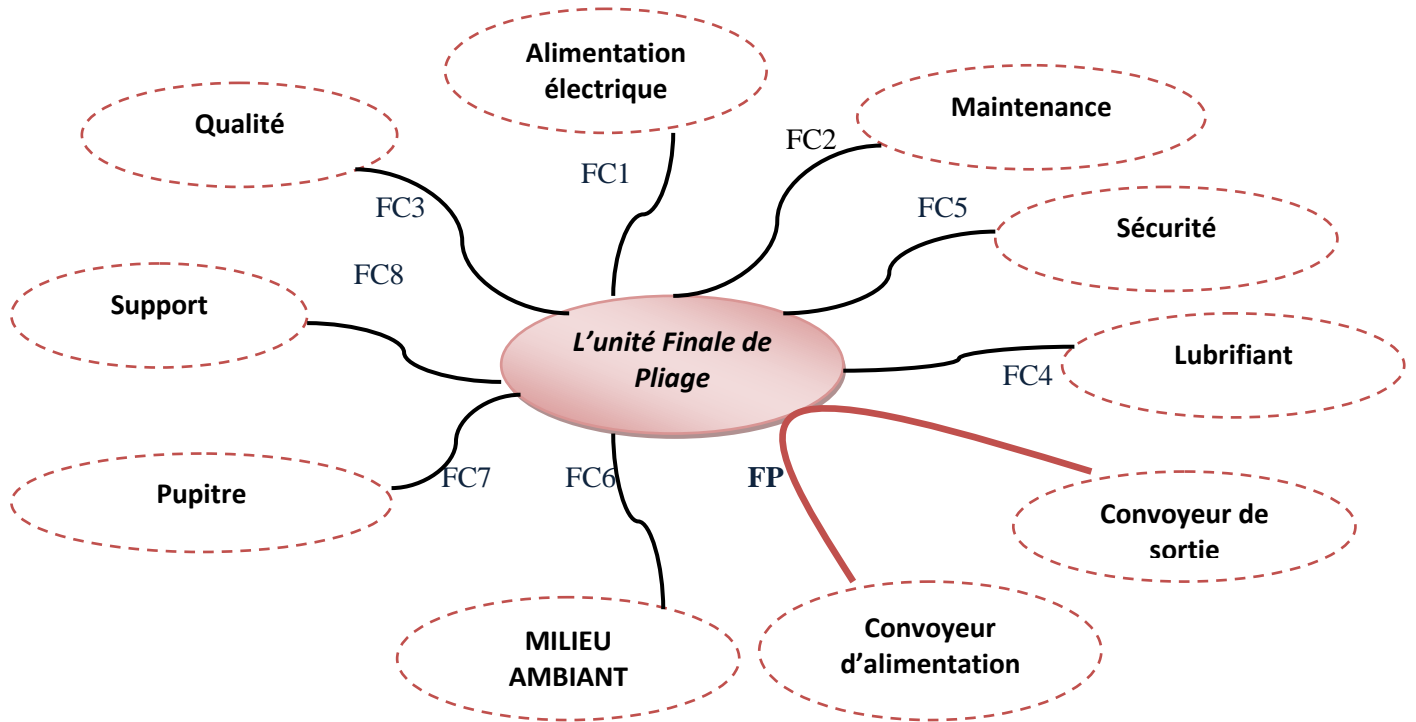 Alimentation
électrique
Maintenance
Qualité
FC1
FC2
FC3
FC5
Sécurité
FC8
Support
L’unité Finale de
Pliage
Lubrifiant
FC4
Pupitre
FC7
FC6
FP
Convoyeur de
sortie
MILIEU
AMBIANT
Convoyeur
d’alimentation